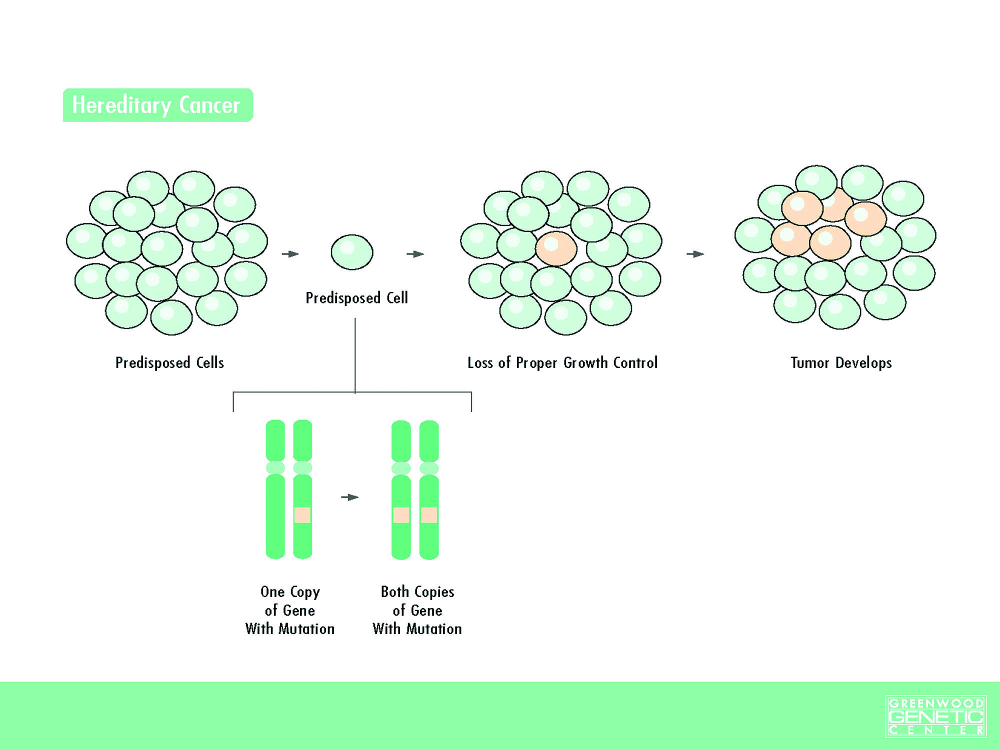 Hereditary Cancer
Predisposed Cell
Predisposed Cells
Loss of Proper Growth Control
Tumor Develops
One Copy
of Gene
With Mutation
Both Copies
of Gene
With Mutation
GREENWOOD
GENETIC
CENTER